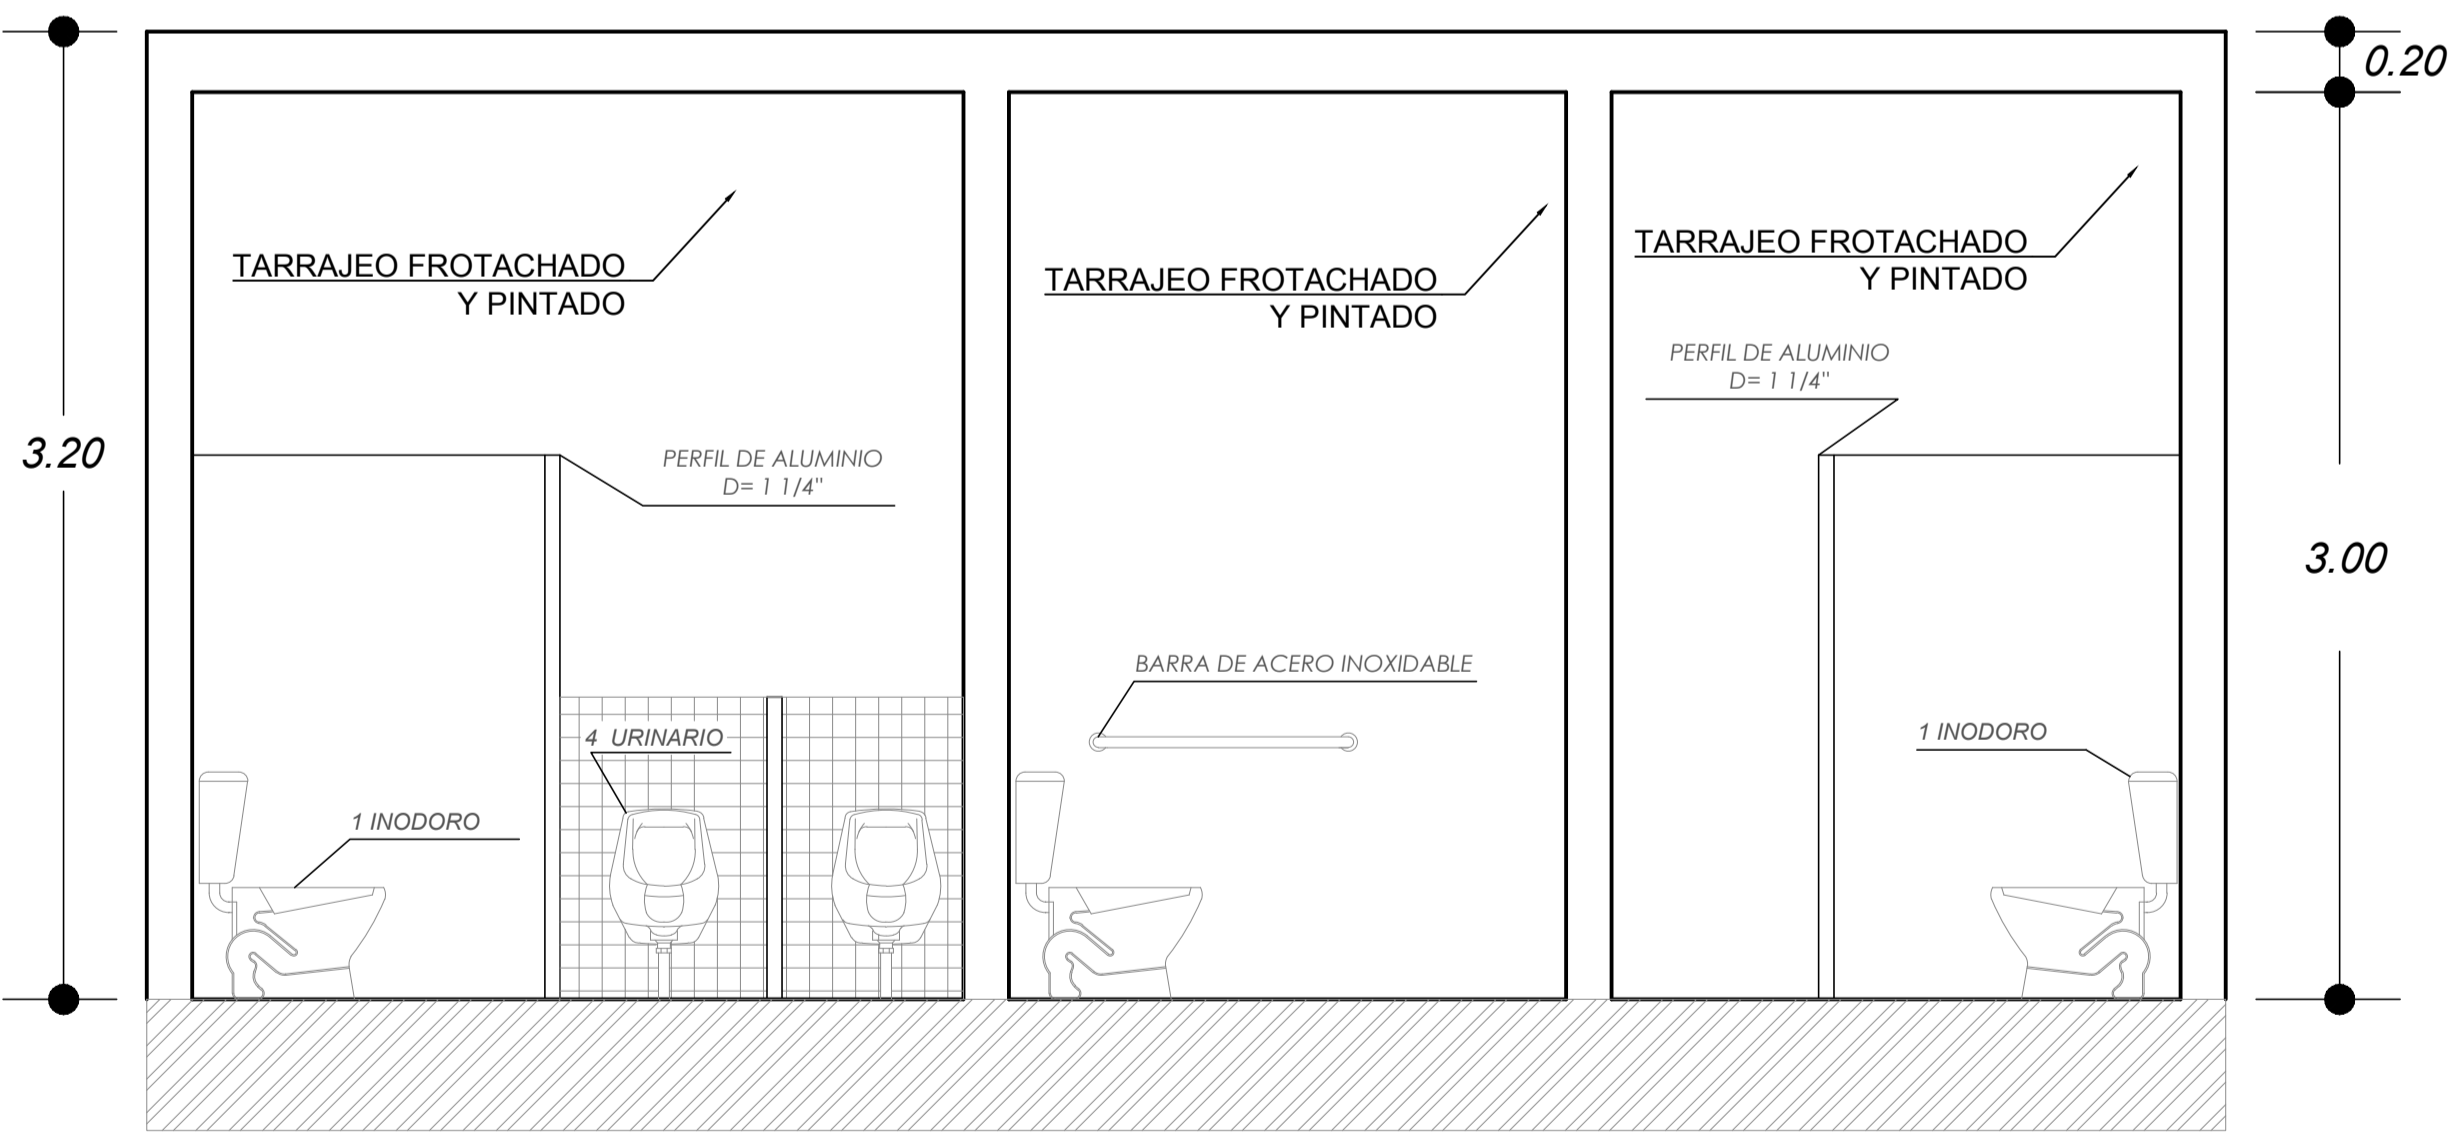 0.20
TARRAJEO FROTACHADO
Y PINTADO
TARRAJEO FROTACHADO
Y PINTADO
TARRAJEO FROTACHADO
Y PINTADO
PERFIL DE ALUMINIO
D= 1 1/4"
3.20
PERFIL DE ALUMINIO
D= 1 1/4"
3.00
BARRA DE ACERO INOXIDABLE
4 URINARIO
1 INODORO
1 INODORO